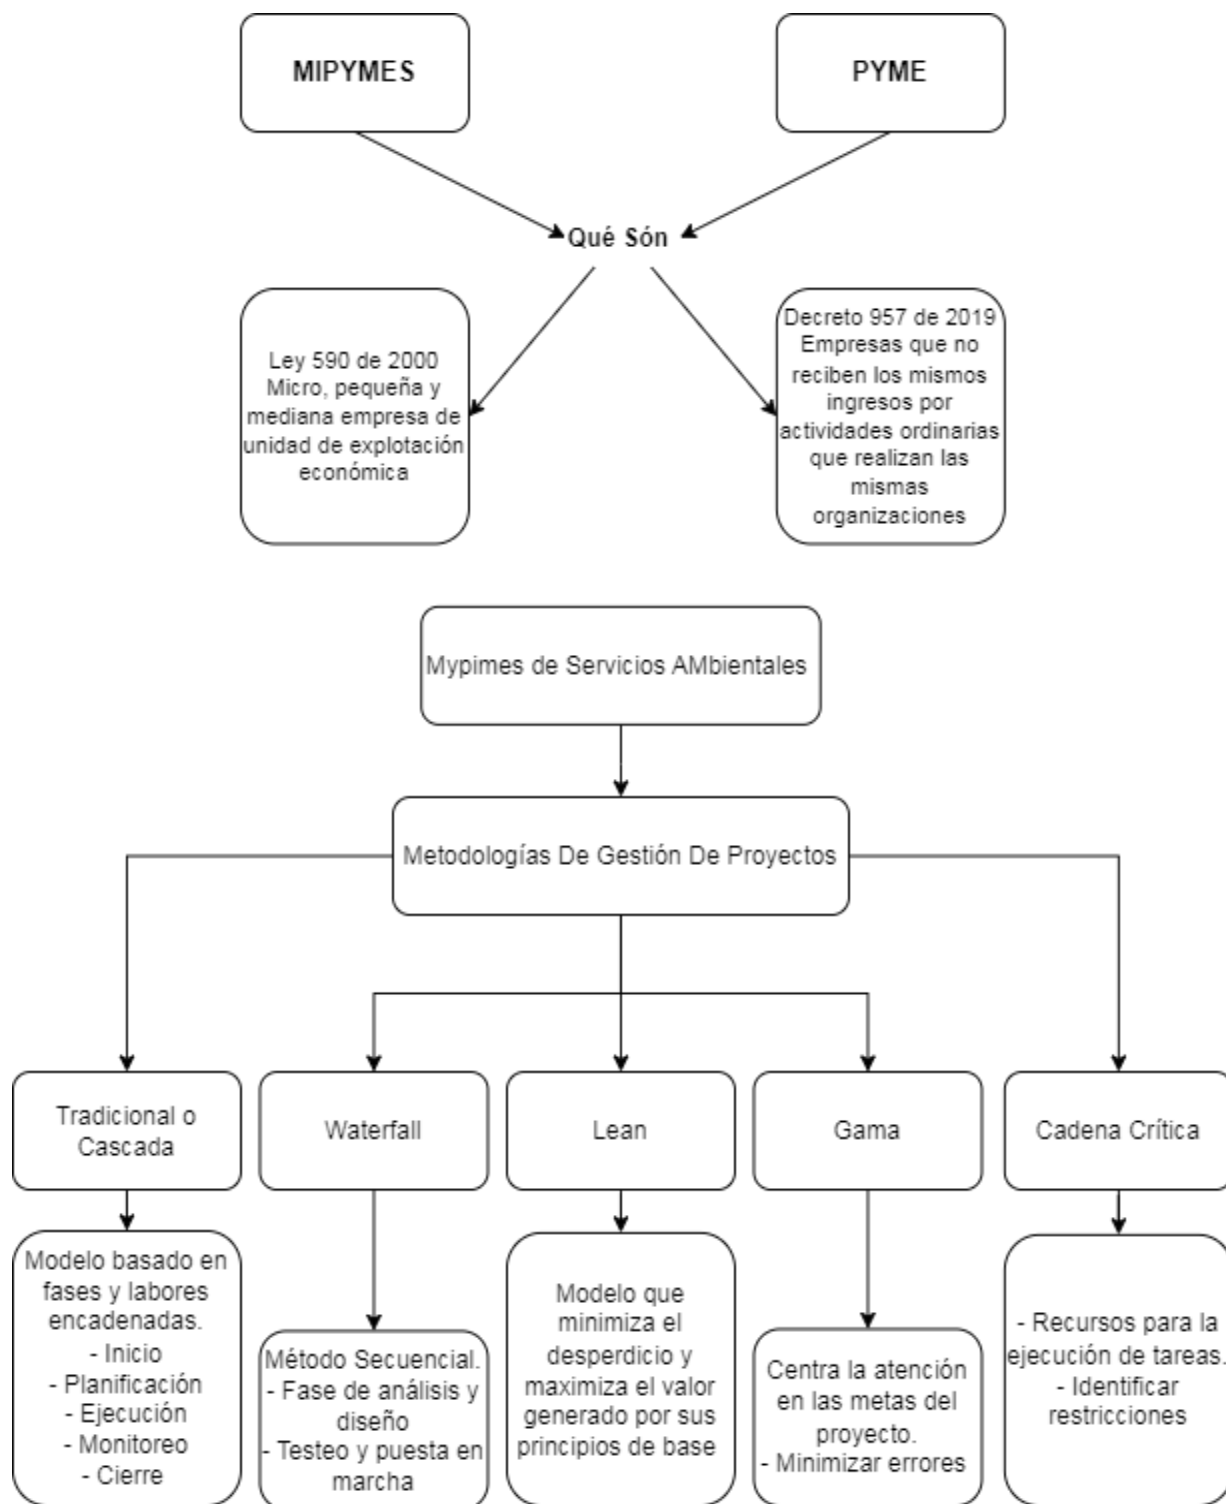 MIPYMES
PYME
Qué Són
Ley 590 de 2000
Micro, pequeña y
mediana empresa de
unidad de explotación
económica
Decreto 957 de 2019
Empresas que no
reciben los mismos
ingresos por
actividades ordinarias
que realizan las
mismas
organizaciones
Mypimes de Servicios AMbientales
Metodologías De Gestión De Proyectos
Tradicional o
Cascada
Waterfall
Lean
Gama
Cadena Crítica
Modelo basado en
fases y labores
encadenadas.
- Inicio
- Planificación
- Ejecución
- Monitoreo
- Cierre
Método Secuencial.
- Fase de análisis y
diseño
- Testeo y puesta en
marcha
Modelo que
minimiza el
desperdicio y
maximiza el valor
generado por sus
principios de base
Centra la atención
en las metas del
proyecto.
- Minimizar errores
- Recursos para la
ejecución de tareas.
- Identificar
restricciones